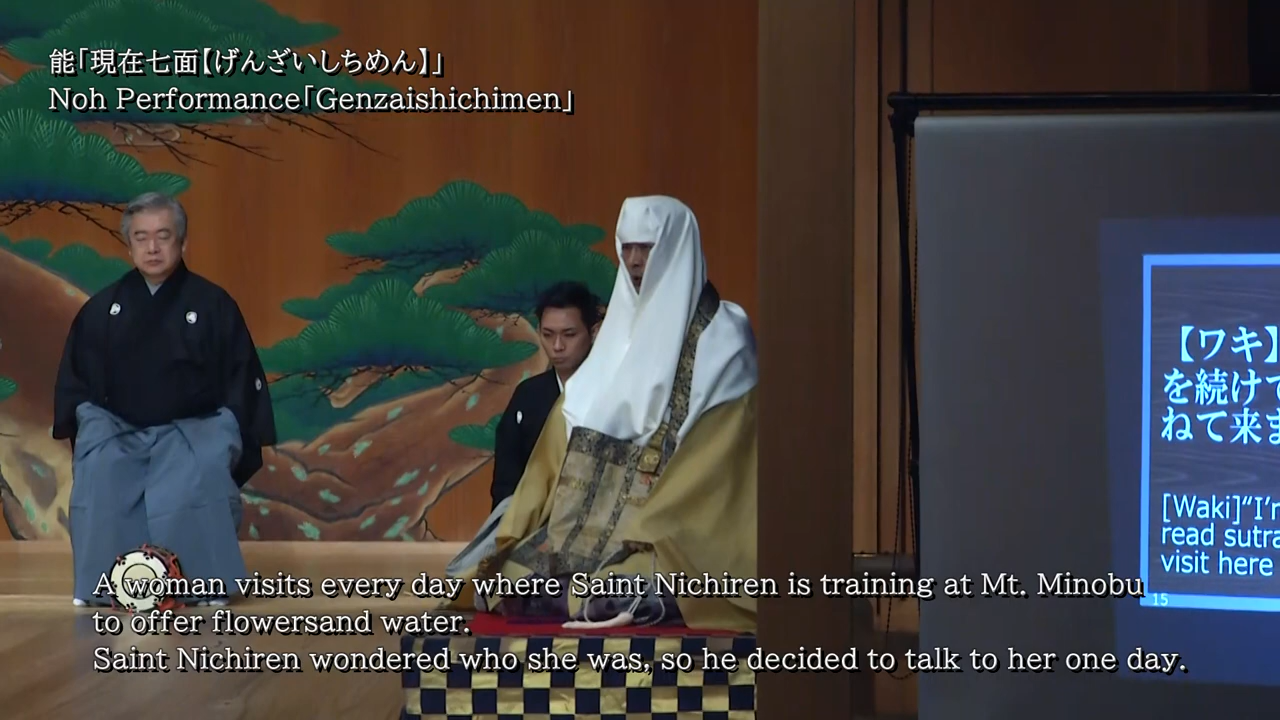 能「現在七面【げんざいしちめん】」
Noh Performance「Genzaishichimen」
【ワキ】
を続けて
ねて来ま
[Waki]“I'm
read sutra
visit here
15
A woman visits every day where Saint Nichiren is training at Mt. Minobu
to offer flowersand water.
Saint Nichiren wondered who she was, so he decided to talk to her one day.